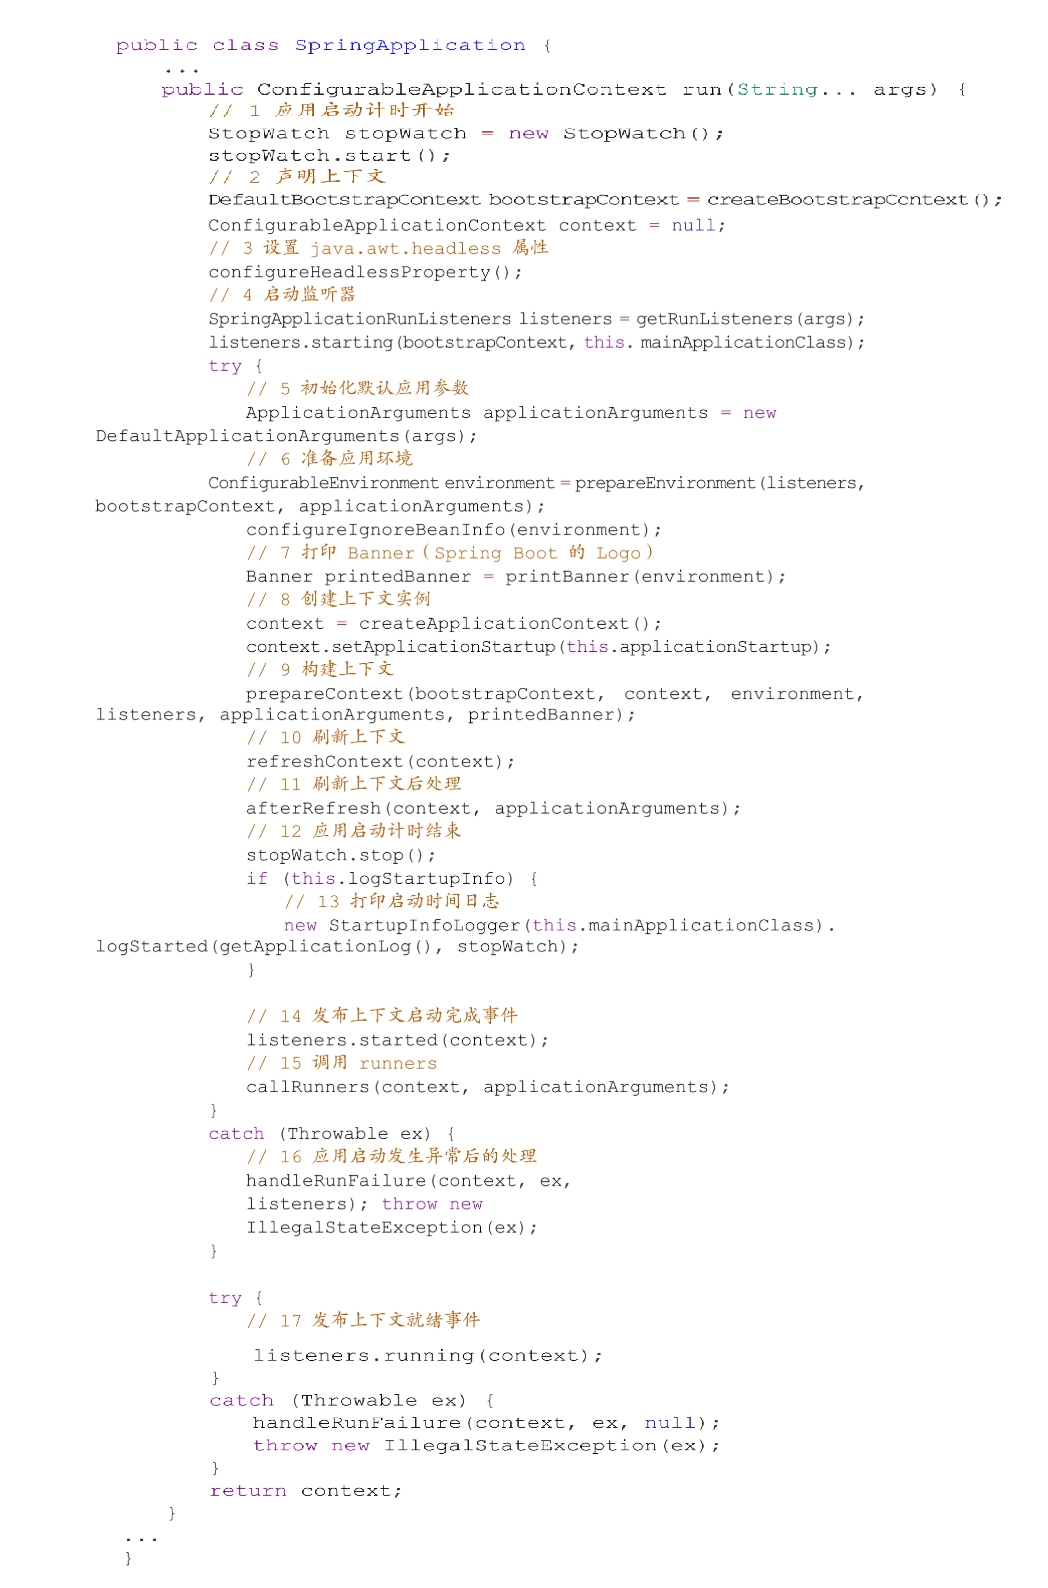 public class SpringApplication {
...
public ConfigurableApplicationContext run(String... args) {
// 1 应用启动计时开始
StopWatch stopWatch = new StopWatch();
stopWatch.start();
// 2 声明上下文
DefaultBootstrapContext bootstrapContext = createBootstrapContext();
ConfigurableApplicationContext context = null;
// 3 设置 java.awt.headless 属性
configureHeadlessProperty();
// 4 启动监听器
SpringApplicationRunListeners listeners = getRunListeners(args);
listeners.starting(bootstrapContext, this. mainApplicationClass);
try {
// 5 初始化默认应用参数
ApplicationArguments applicationArguments = new
DefaultApplicationArguments(args);
// 6 准备应用环境
ConfigurableEnvironment environment = prepareEnvironment(listeners,
bootstrapContext, applicationArguments);
configureIgnoreBeanInfo(environment);
// 7 打印 Banner（Spring Boot 的 Logo）
Banner printedBanner = printBanner(environment);
// 8 创建上下文实例
context = createApplicationContext();
context.setApplicationStartup(this.applicationStartup);
// 9 构建上下文
prepareContext(bootstrapContext, context, environment,
listeners, applicationArguments, printedBanner);
// 10 刷新上下文
refreshContext(context);
// 11 刷新上下文后处理
afterRefresh(context, applicationArguments);
// 12 应用启动计时结束
stopWatch.stop();
if (this.logStartupInfo) {
// 13 打印启动时间日志
new StartupInfoLogger(this.mainApplicationClass).
logStarted(getApplicationLog(), stopWatch);
}
// 14 发布上下文启动完成事件
listeners.started(context);
// 15 调用 runners
callRunners(context, applicationArguments);
}
catch (Throwable ex) {
// 16 应用启动发生异常后的处理
handleRunFailure(context, ex,
listeners); throw new
IllegalStateException(ex);
}
try {
// 17 发布上下文就绪事件
listeners.running(context);
}
catch (Throwable ex) {
handleRunFailure(context, ex, null);
throw new IllegalStateException(ex);
}
return context;
}
...
}